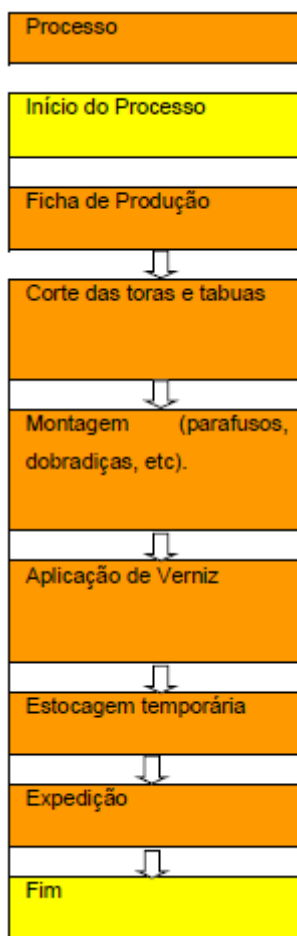 Processo
Início do Processo
Ficha de Produção
Corte das toras e tabuas
Montagem (parafusos,
dobradiças, etc).
Aplicação de Verniz
Estocagem temporária
Expedição
Fim